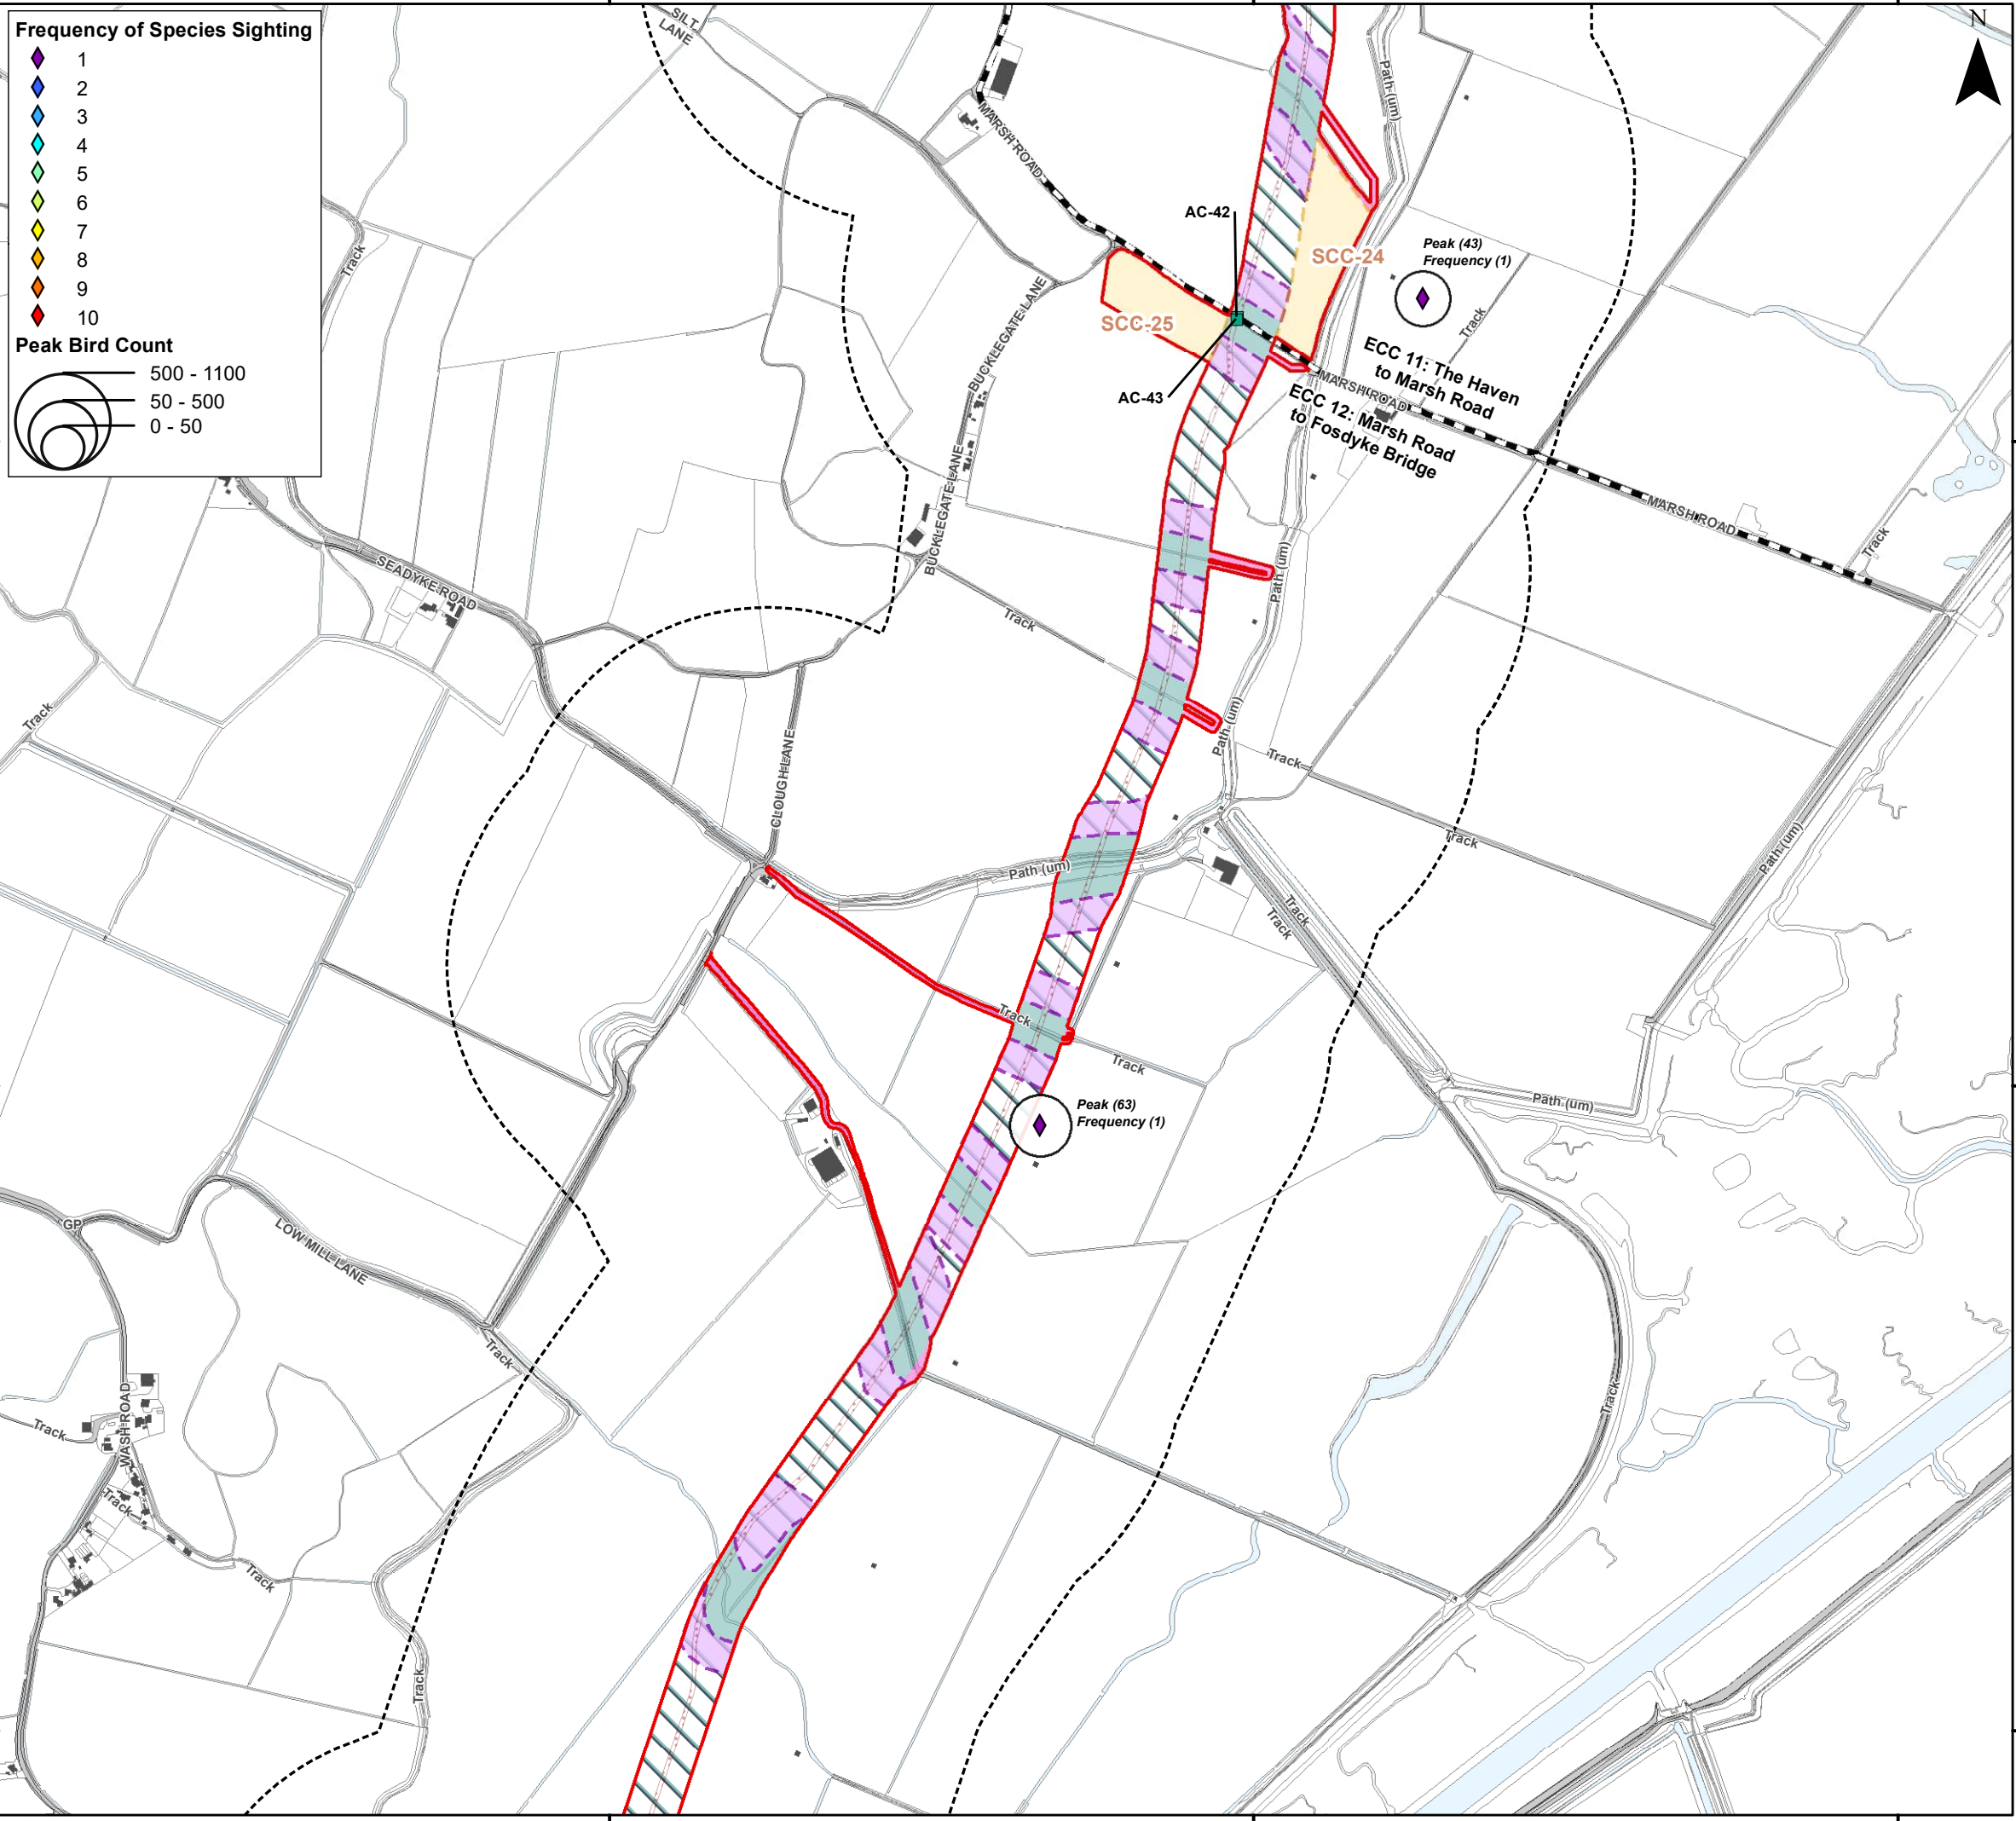 Frequency of Species Sighting
1
2
3
4
5
6
7
8
9
10
Peak Bird Count
500 - 1100
50 - 500
0 - 50
N
SILT
LANE
MARSH ROAD
Path (um)
Track
AC-42
SCC-24
Peak (43)
Frequency (1)
SCC-25
BUCKLEGATE LANE
Track
AC-43
ECC 11: The Haven
to Marsh Road
MARSH ROAD
ECC 12: Marsh Road
to Fosdyke Bridge
MARSH ROAD
Track
BUCKLEGATE LANE
SEADYKE ROAD
Path (um)
Track
Track
Path (um)
Track
CLOUGH LANE
Track
Path (um)
Path (um)
Track
Track
Track
Track
Path (um)
Peak (63)
Frequency (1)
GP
LOW MILL LANE
Track
Track
WASH ROAD
Track
Track
Track
Track